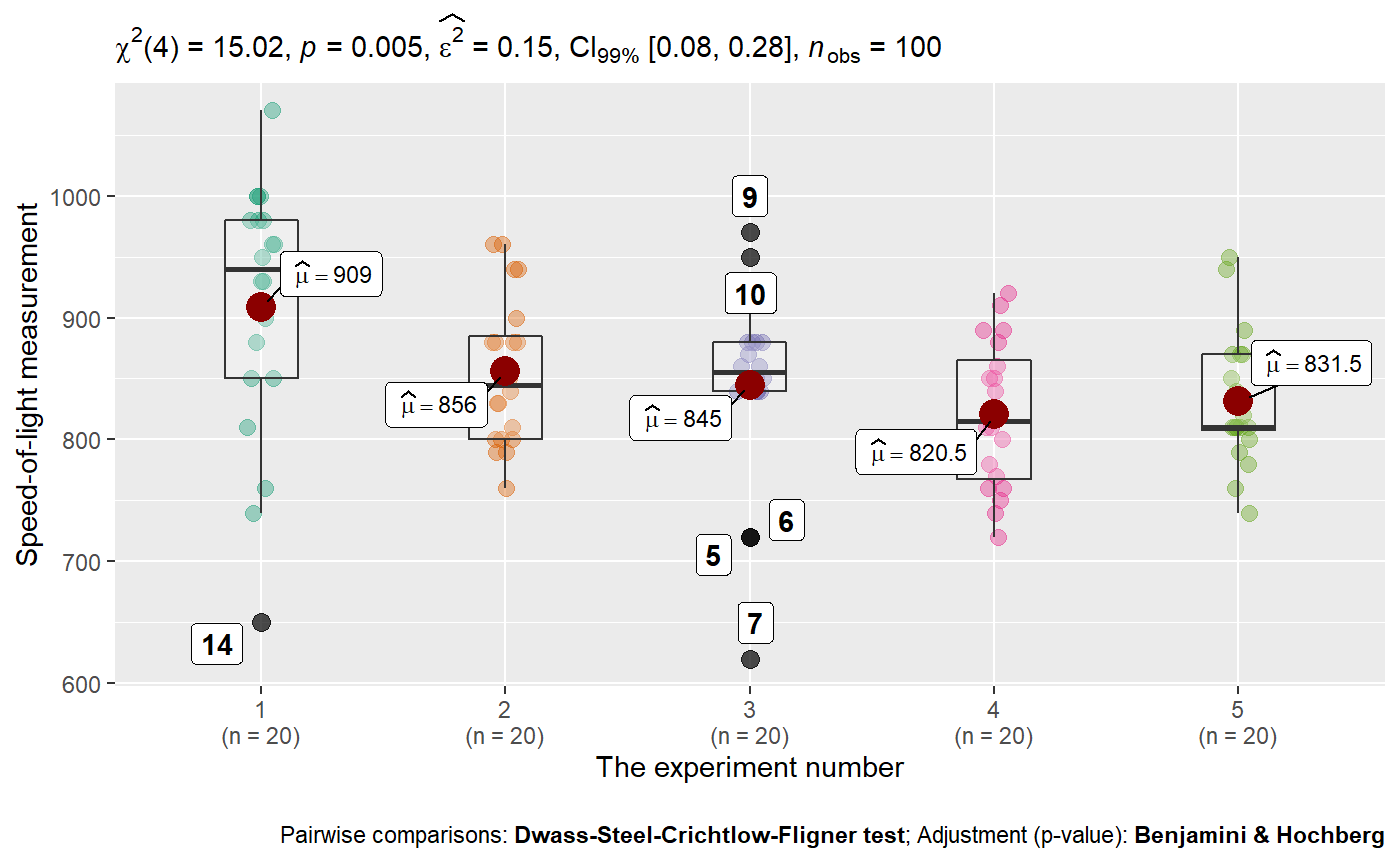 χ²(4) = 15.02, p = 0.005, ε̂² = 0.15, CI99% [0.08, 0.28], nobs = 100
Speed-of-light measurement
1000
900
800
700
600
μ̂ = 909
μ̂ = 856
μ̂ = 845
μ̂ = 820.5
μ̂ = 831.5
14
9
10
6
5
7
1 2 3 4 5
(n = 20) (n = 20) (n = 20) (n = 20) (n = 20)
The experiment number
Pairwise comparisons: Dwass-Steel-Crichtlow-Fligner test; Adjustment (p-value): Benjamini & Hochberg